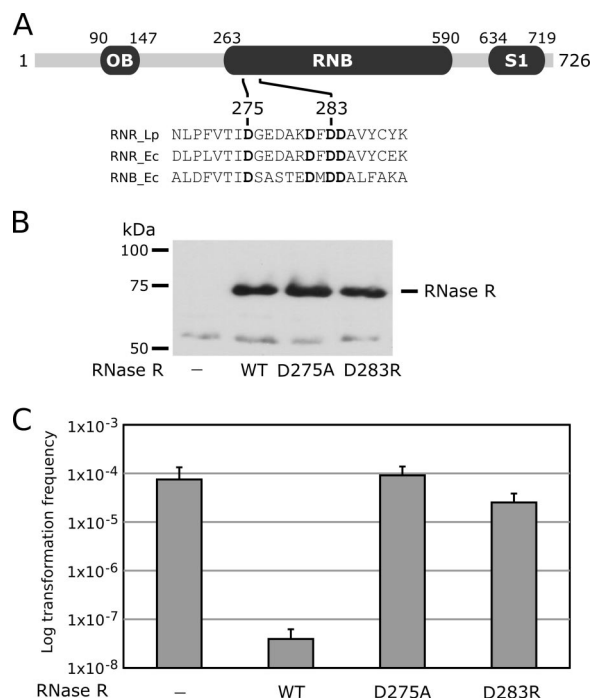 A
90 147 263 590 634 719
1 OB RNB S1 726
275 283
RNR_Lp NLPFVTIDGEDAKDFDDAVYCYK
RNR_Ec DLPLVTIDGEDARDFDDAVYCEK
RNB_Ec ALDFVTIDSASTEDMDDALFAKA
B
kDa
100
75
RNase R
50
RNase R – WT D275A D283R
C
Log transformation frequency
1x10⁻³
1x10⁻⁴
1x10⁻⁵
1x10⁻⁶
1x10⁻⁷
1x10⁻⁸
RNase R – WT D275A D283R